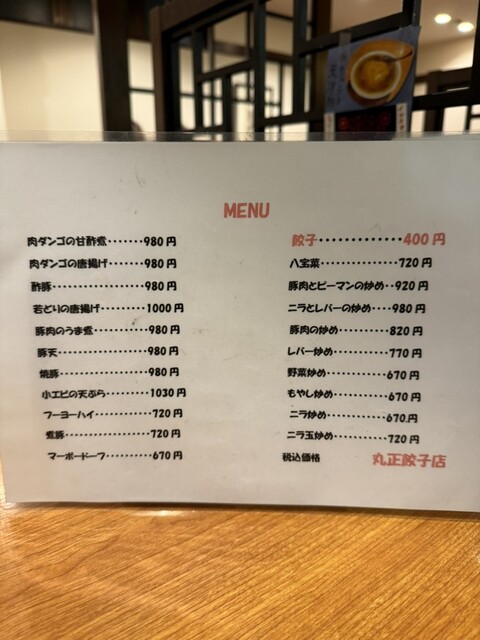 MENU
肉ダンゴの甘酢煮・・・・・・・980円
肉ダンゴの唐揚げ・・・・・・・980円
酢豚・・・・・・・・・・・・・・・・980円
若どりの唐揚げ・・・・・・・・1000円
豚肉のうま煮・・・・・・・・・・980円
豚天・・・・・・・・・・・・・・・・980円
焼豚・・・・・・・・・・・・・・・・980円
小エビの天ぷら・・・・・・・・1030円
フーヨーハイ・・・・・・・・・・720円
煮豚・・・・・・・・・・・・・・・・720円
マーボードーフ・・・・・・・・・670円
餃子・・・・・・・・・・・・・・400円
八宝菜・・・・・・・・・・・・・・720円
豚肉とピーマンの炒め・・920円
ニラとレバーの炒め・・・・980円
豚肉の炒め・・・・・・・・・・820円
レバー炒め・・・・・・・・・・770円
野菜炒め・・・・・・・・・・・670円
もやし炒め・・・・・・・・・・670円
ニラ炒め・・・・・・・・・・・670円
ニラ玉炒め・・・・・・・・・・720円
税込価格
丸正餃子店